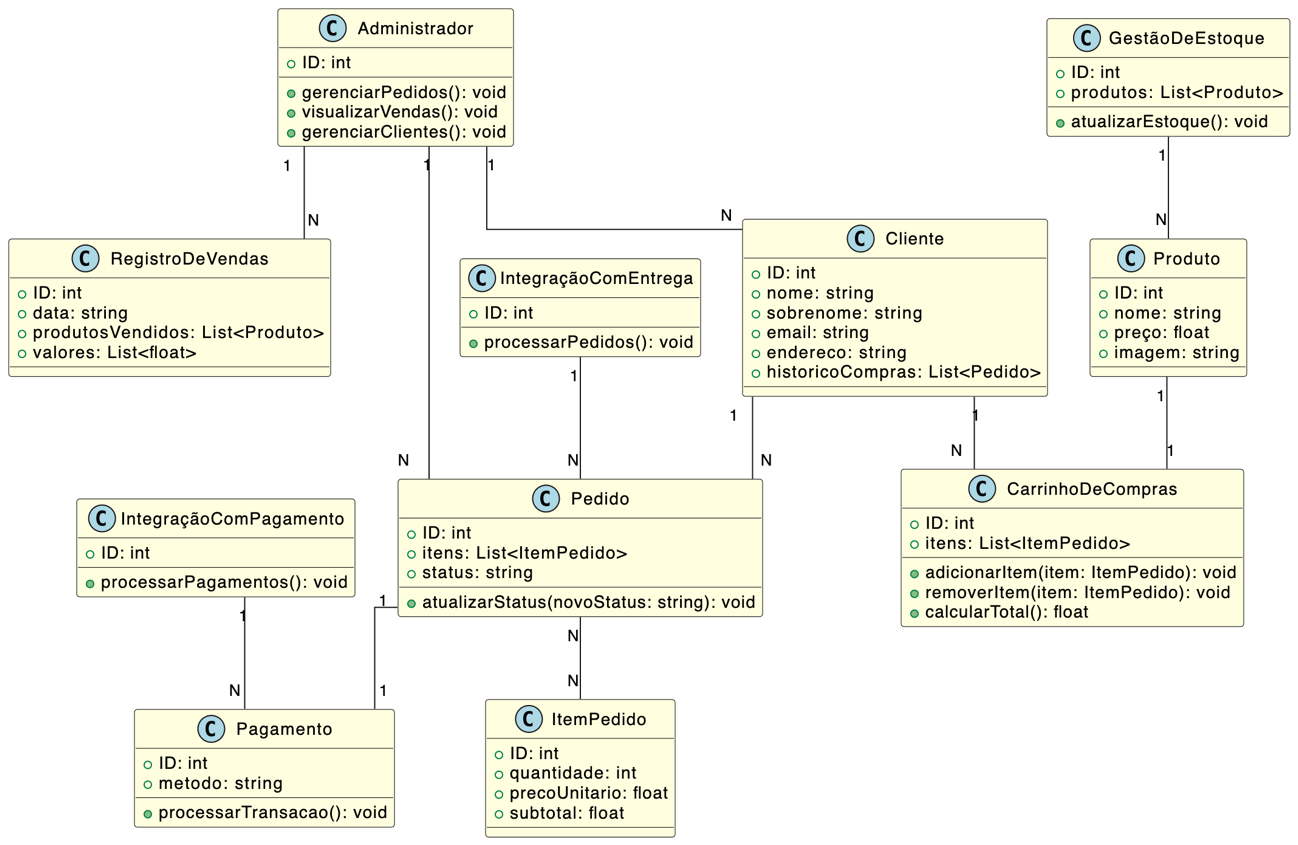 C Administrador
ID: int
gerenciarPedidos(): void
visualizarVendas(): void
gerenciarClientes(): void
C GestãoDeEstoque
ID: int
produtos: List<Produto>
atualizarEstoque(): void
1
1
1
1
N
N
N
C RegistroDeVendas
ID: int
data: string
produtosVendidos: List<Produto>
valores: List<float>
C IntegraçãoComEntrega
ID: int
processarPedidos(): void
C Cliente
ID: int
nome: string
sobrenome: string
email: string
endereco: string
historicoCompras: List<Pedido>
C Produto
ID: int
nome: string
preço: float
imagem: string
1
1
1
1
N
N
N
N
1
C Pedido
ID: int
itens: List<ItemPedido>
status: string
atualizarStatus(novoStatus: string): void
C CarrinhoDeCompras
ID: int
itens: List<ItemPedido>
adicionarItem(item: ItemPedido): void
removerItem(item: ItemPedido): void
calcularTotal(): float
C IntegraçãoComPagamento
ID: int
processarPagamentos(): void
1
1
N
N
1
N
C Pagamento
ID: int
metodo: string
processarTransacao(): void
C ItemPedido
ID: int
quantidade: int
precoUnitario: float
subtotal: float